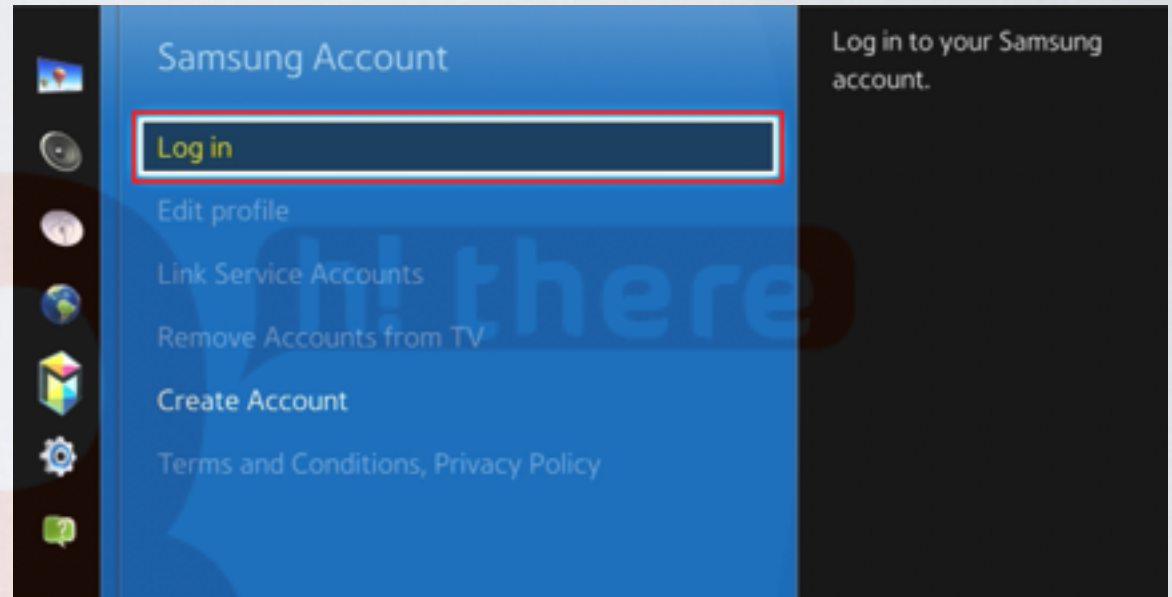 Samsung Account
Log in
Edit profile
Link Service Accounts
Remove Accounts from TV
Create Account
Terms and Conditions, Privacy Policy
Log in to your Samsung
account.
h! there
?